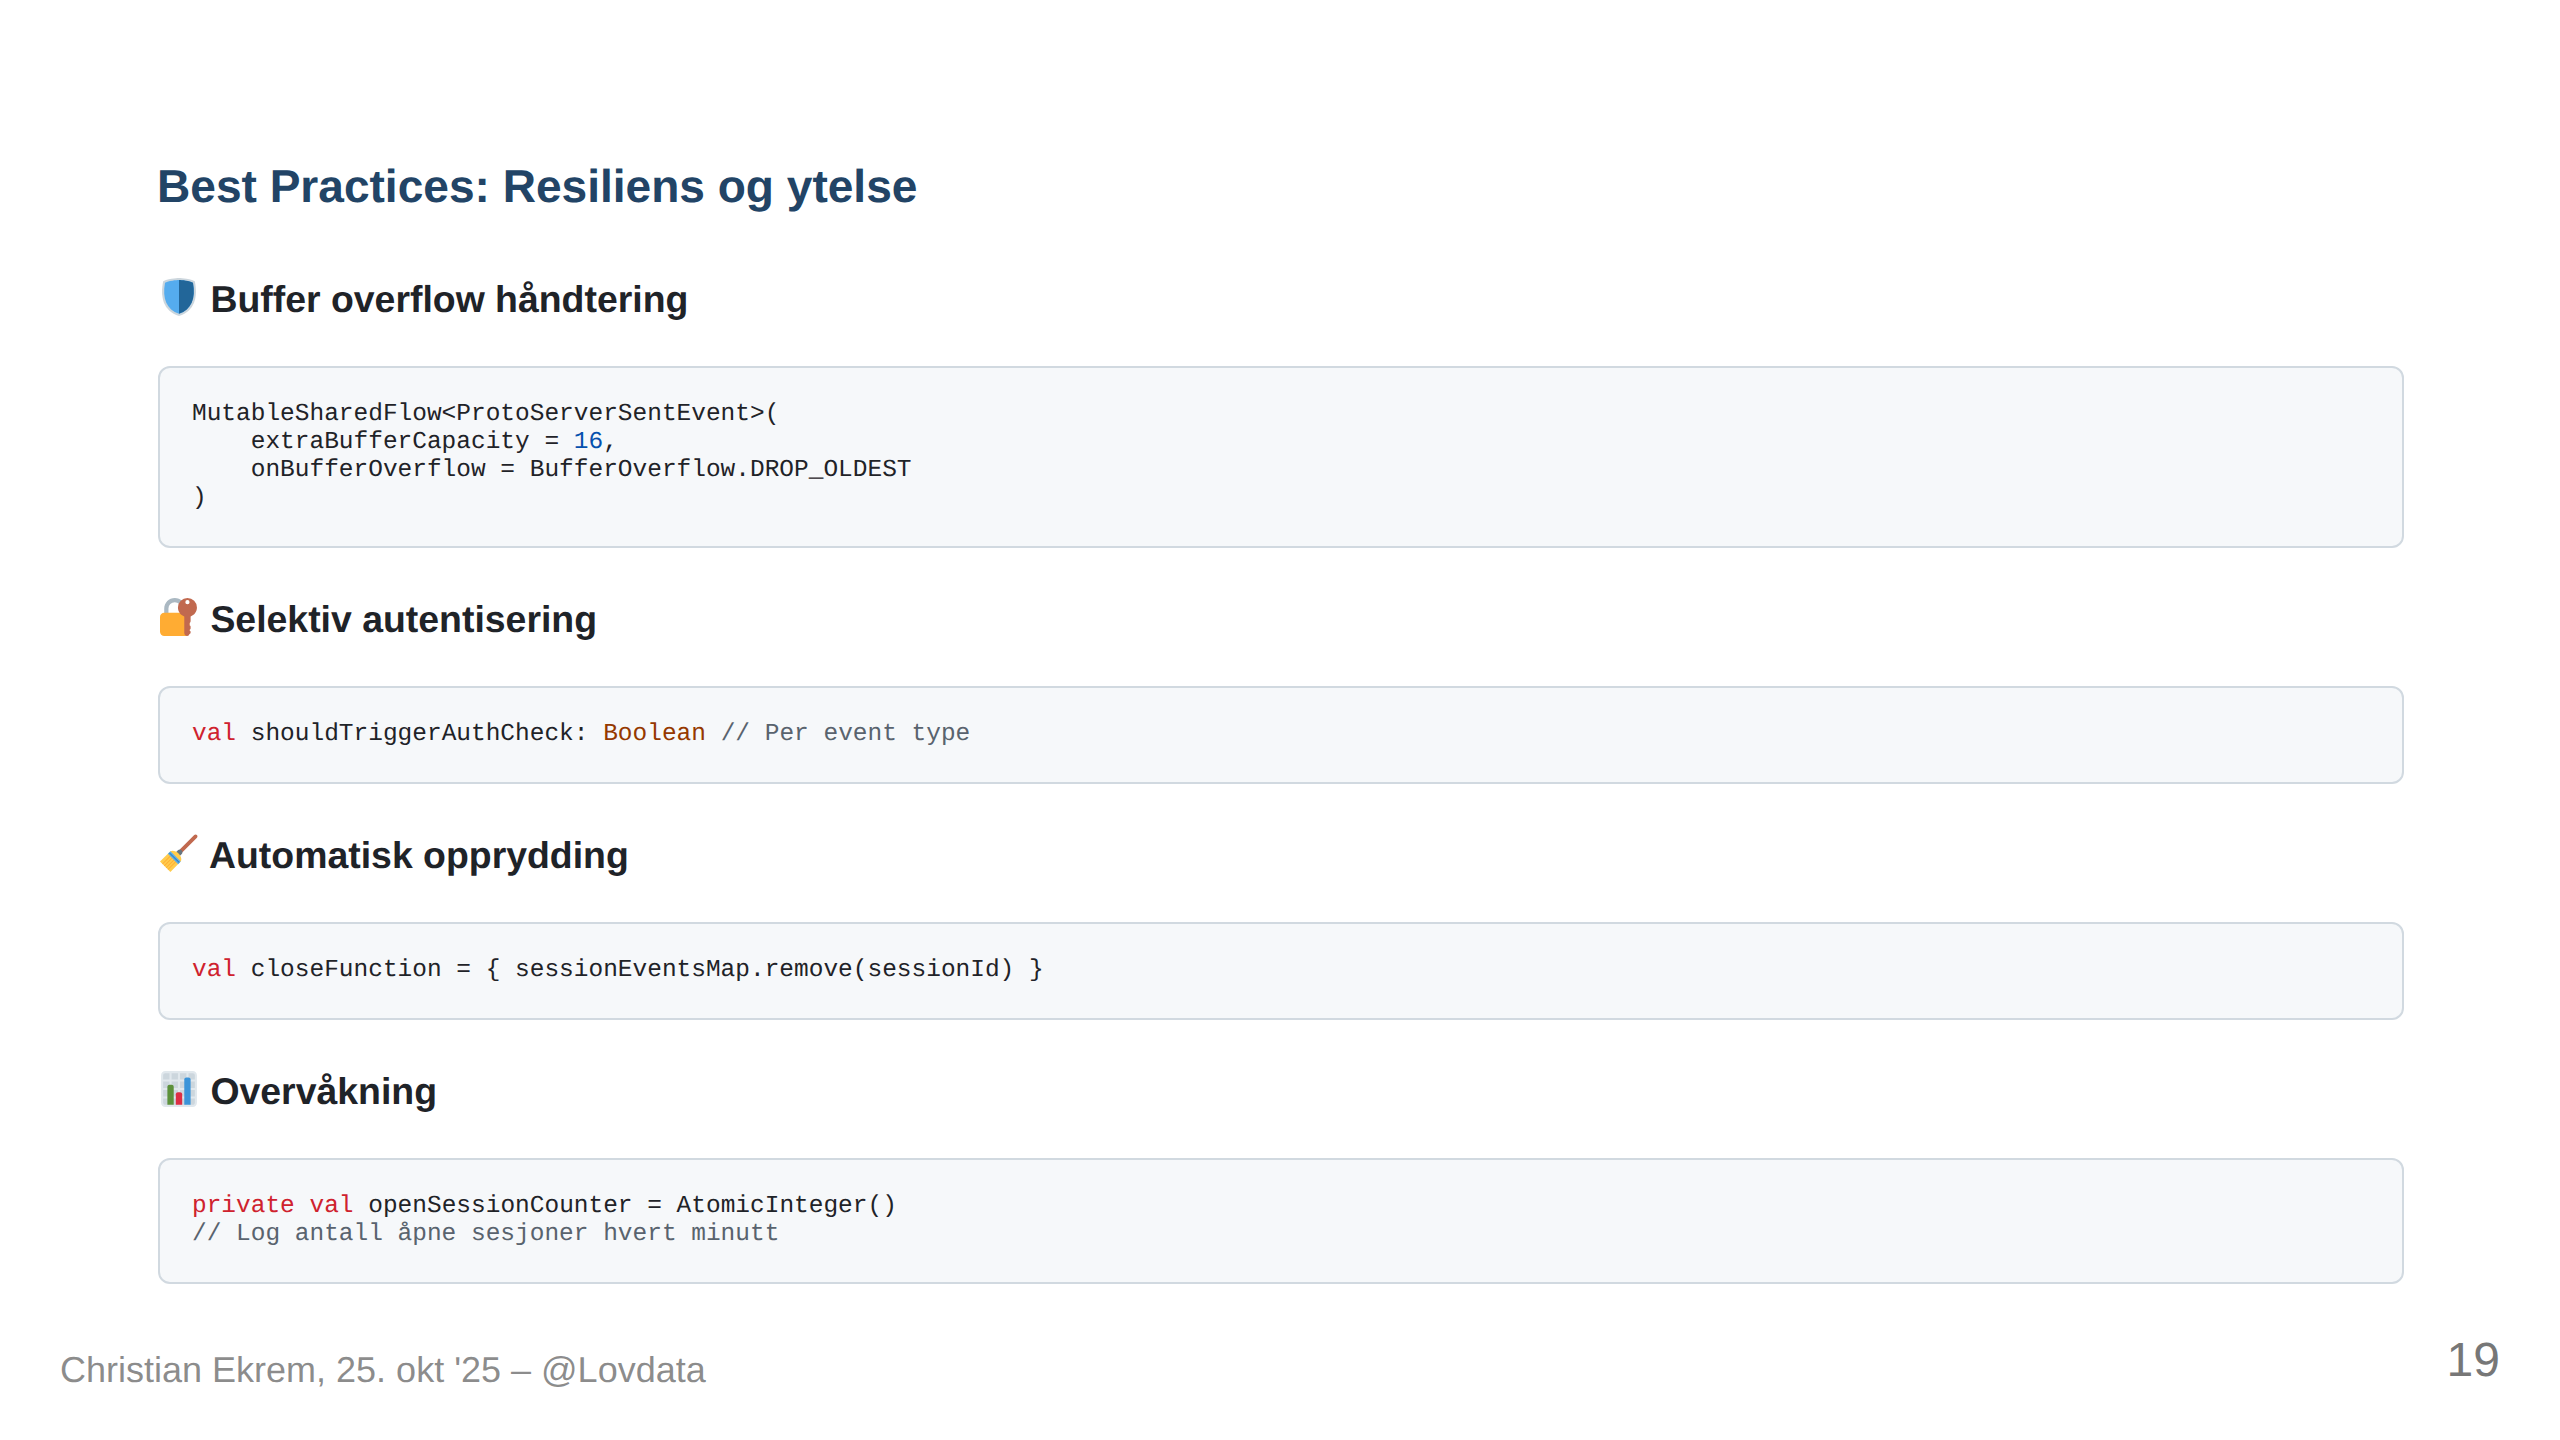 Best Practices: Resiliens og ytelse
Buffer overflow håndtering
MutableSharedFlow<ProtoServerSentEvent>(
    extraBufferCapacity = 16,
    onBufferOverflow = BufferOverflow.DROP_OLDEST
)
Selektiv autentisering
val shouldTriggerAuthCheck: Boolean // Per event type
Automatisk opprydding
val closeFunction = { sessionEventsMap.remove(sessionId) }
Overvåkning
private val openSessionCounter = AtomicInteger()
// Log antall åpne sesjoner hvert minutt
Christian Ekrem, 25. okt '25 – @Lovdata
19